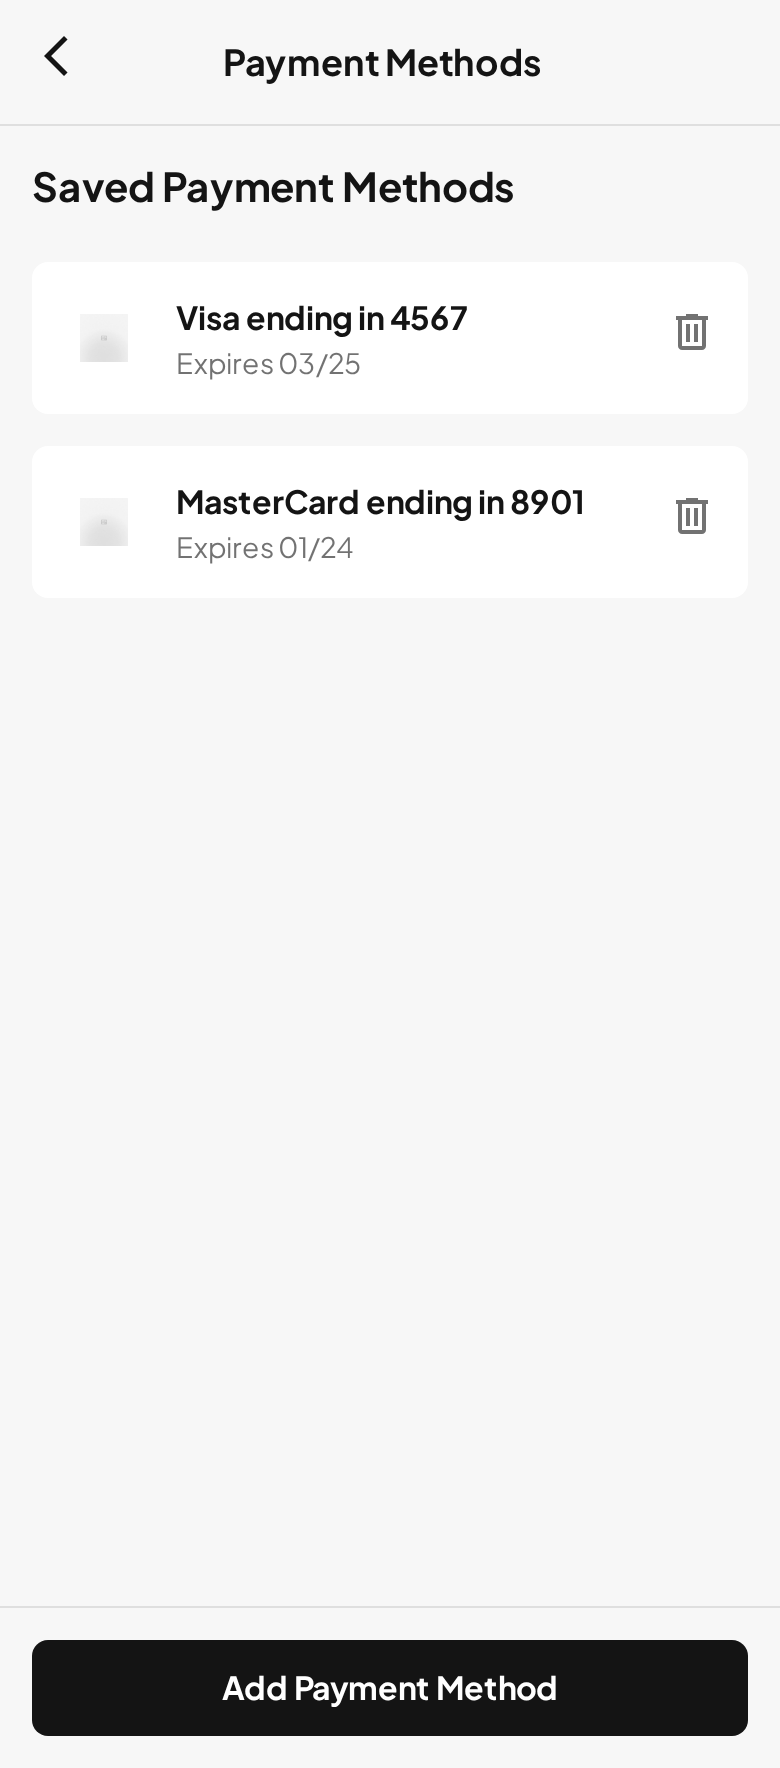 Payment Methods
Saved Payment Methods
Visa ending in 4567
Expires 03/25
MasterCard ending in 8901
Expires 01/24
Add Payment Method